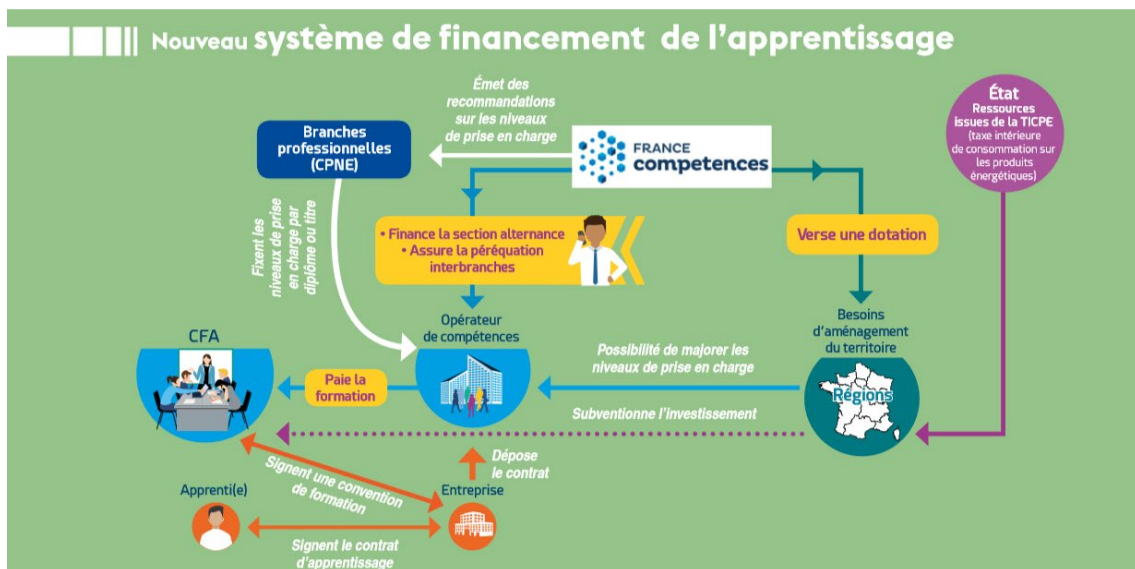 Nouveau système de financement de l'apprentissage
Émet des
recommandations
sur les niveaux
de prise en charge
État
Ressources
issues de la TICPE
(taxe intérieure
de consommation sur
les produits
énergétiques)
Branches
professionnelles
(CPNE)
FRANCE
compétences
Fixent les
niveaux de prise
en charge par
diplôme ou titre
• Finance la section alternance
• Assure la péréquation
interbranches
Verse une dotation
CFA
Opérateur
de compétences
Besoins
d'aménagement
du territoire
Possibilité de majorer les
niveaux de prise en charge
Paie la
formation
Régions
Subventionne l'investissement
Signent une convention
de formation
Dépose
le contrat
Apprenti(e)
Entreprise
Signent le contrat
d'apprentissage